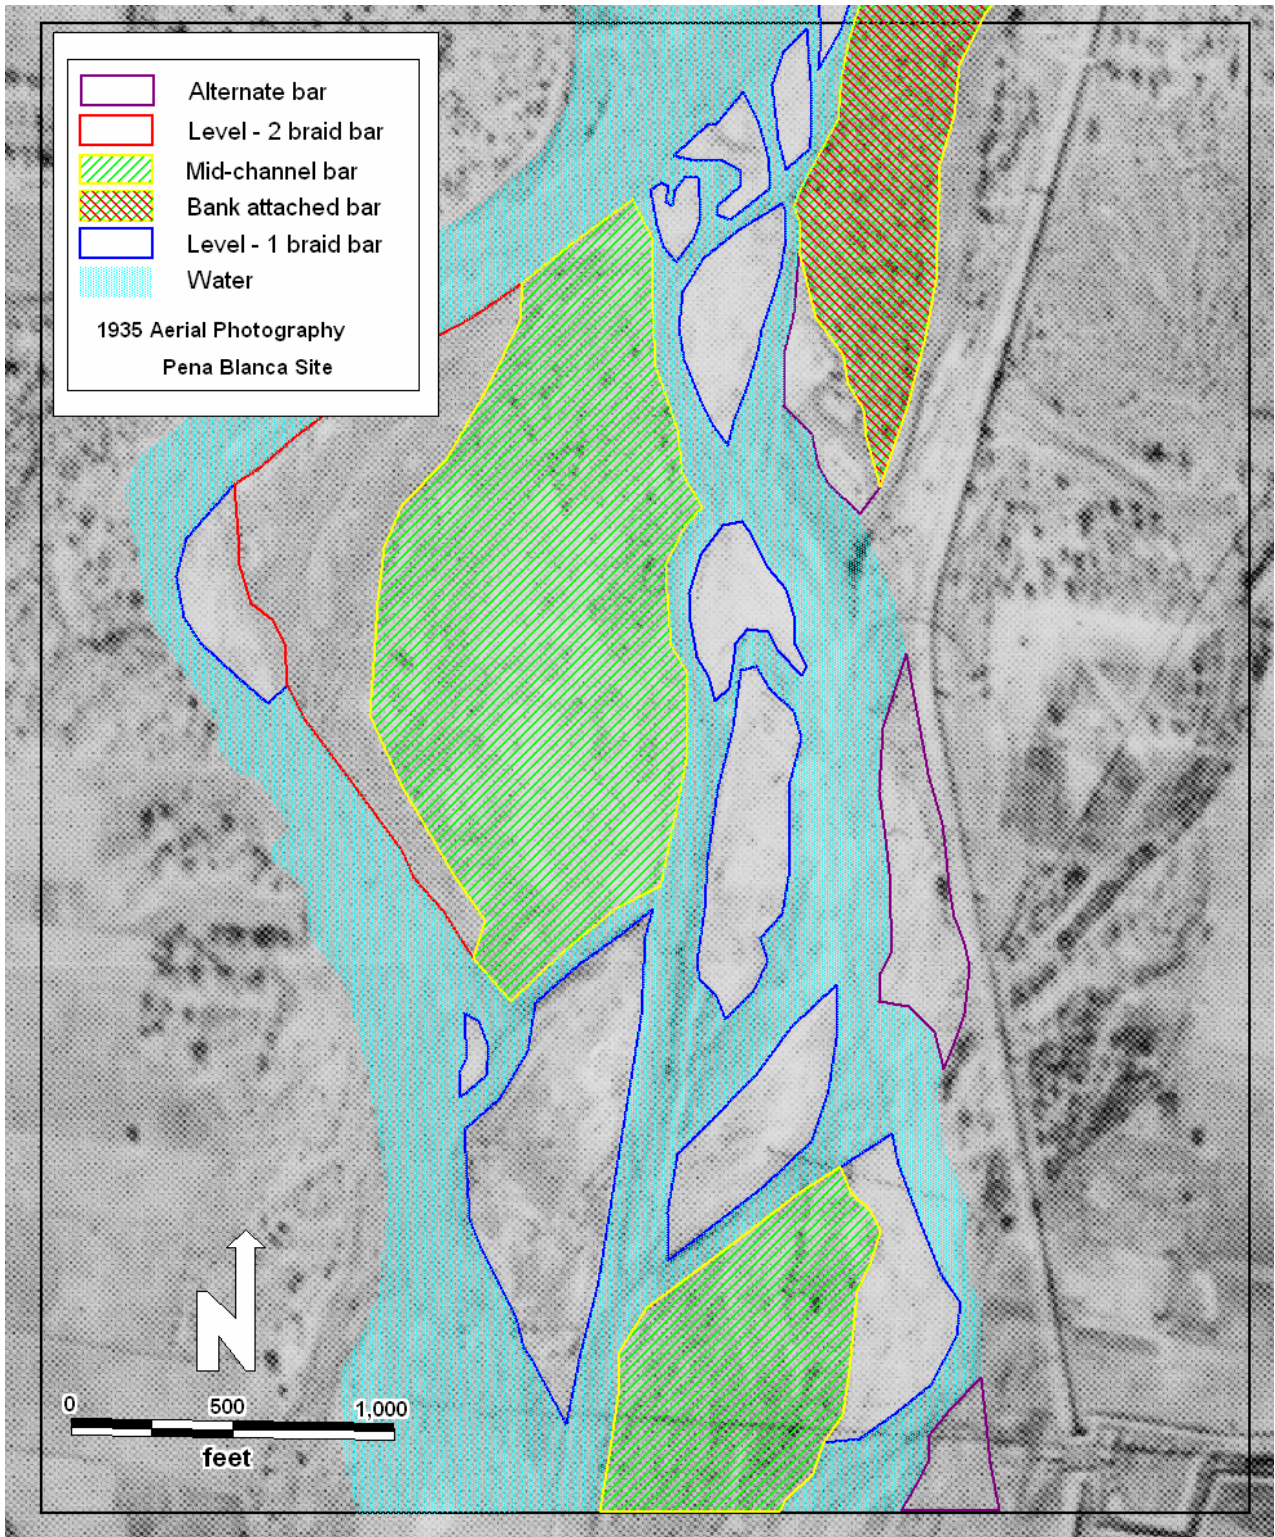 Alternate bar
Level - 2 braid bar
Mid-channel bar
Bank attached bar
Level - 1 braid bar
Water
1935 Aerial Photography
Pena Blanca Site
N
0 500 1,000
feet